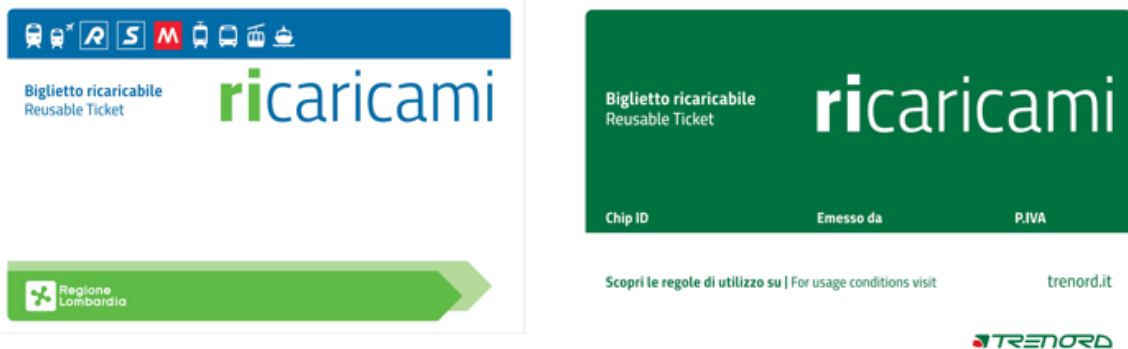 R S M
Biglietto ricaricabile
Reusable Ticket
ricaricami
Regione
Lombardia
Biglietto ricaricabile
Reusable Ticket
ricaricami
Chip ID Emesso da P.IVA
Scopri le regole di utilizzo su | For usage conditions visit trenord.it
TRENORD